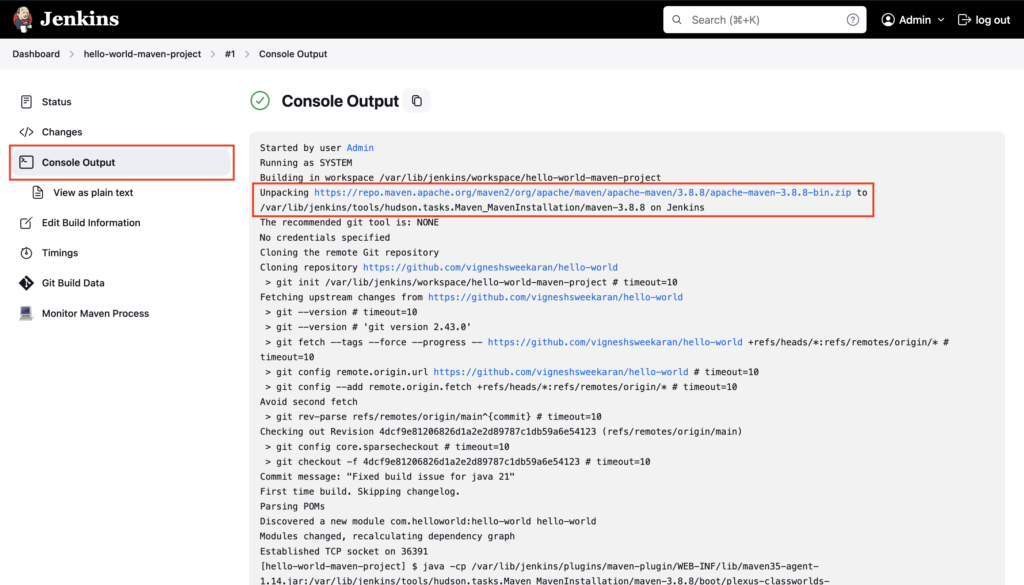 Jenkins
Search (⌘+K)
Admin
log out
Dashboard > hello-world-maven-project > #1 > Console Output
Status
Changes
Console Output
View as plain text
Edit Build Information
Timings
Git Build Data
Monitor Maven Process
Console Output
Started by user Admin
Running as SYSTEM
Building in workspace /var/lib/jenkins/workspace/hello-world-maven-project
Unpacking https://repo.maven.apache.org/maven2/org/apache/maven/apache-maven/3.8.8/apache-maven-3.8.8-bin.zip to
/var/lib/jenkins/tools/hudson.tasks.Maven_MavenInstallation/maven-3.8.8 on Jenkins
The recommended git tool is: NONE
No credentials specified
Cloning the remote Git repository
Cloning repository https://github.com/vigneshsweekaran/hello-world
> git init /var/lib/jenkins/workspace/hello-world-maven-project # timeout=10
Fetching upstream changes from https://github.com/vigneshsweekaran/hello-world
> git --version # timeout=10
> git --version # 'git version 2.43.0'
> git fetch --tags --force --progress -- https://github.com/vigneshsweekaran/hello-world +refs/heads/*:refs/remotes/origin/* #
timeout=10
> git config remote.origin.url https://github.com/vigneshsweekaran/hello-world # timeout=10
> git config --add remote.origin.fetch +refs/heads/*:refs/remotes/origin/* # timeout=10
Avoid second fetch
> git rev-parse refs/remotes/origin/main^{commit} # timeout=10
Checking out Revision 4dcf9e81206826d1a2e2d89787c1db59a6e54123 (refs/remotes/origin/main)
> git config core.sparsecheckout # timeout=10
> git checkout -f 4dcf9e81206826d1a2e2d89787c1db59a6e54123 # timeout=10
Commit message: "Fixed build issue for java 21"
First time build. Skipping changelog.
Parsing POMs
Discovered a new module com.helloworld:hello-world hello-world
Modules changed, recalculating dependency graph
Established TCP socket on 36391
[hello-world-maven-project] $ java -cp /var/lib/jenkins/plugins/maven-plugin/WEB-INF/lib/maven35-agent-
1.14.jar:/var/lib/jenkins/tools/hudson.tasks.Maven_MavenInstallation/maven-3.8.8/boot/plexus-classworlds-